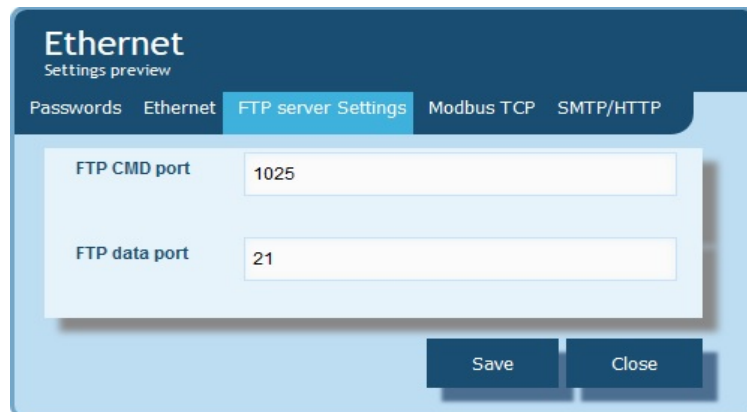 Ethernet
Settings preview
Passwords Ethernet FTP server Settings Modbus TCP SMTP/HTTP
FTP CMD port 1025
FTP data port 21
Save Close